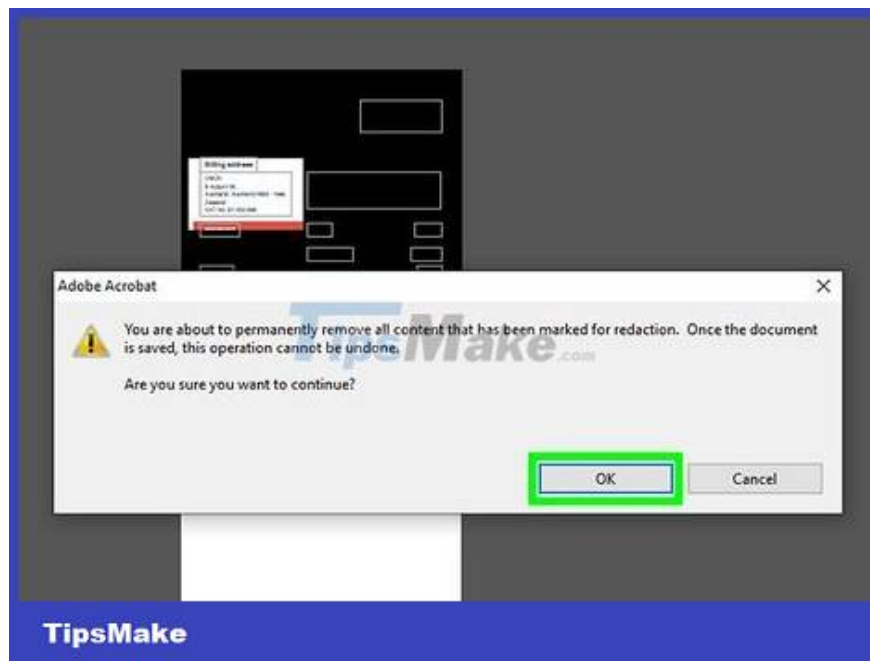 Billing address
Adobe Acrobat
You are about to permanently remove all content that has been marked for redaction. Once the document
is saved, this operation cannot be undone.
Are you sure you want to continue?
TipsMake.com
OK Cancel
TipsMake